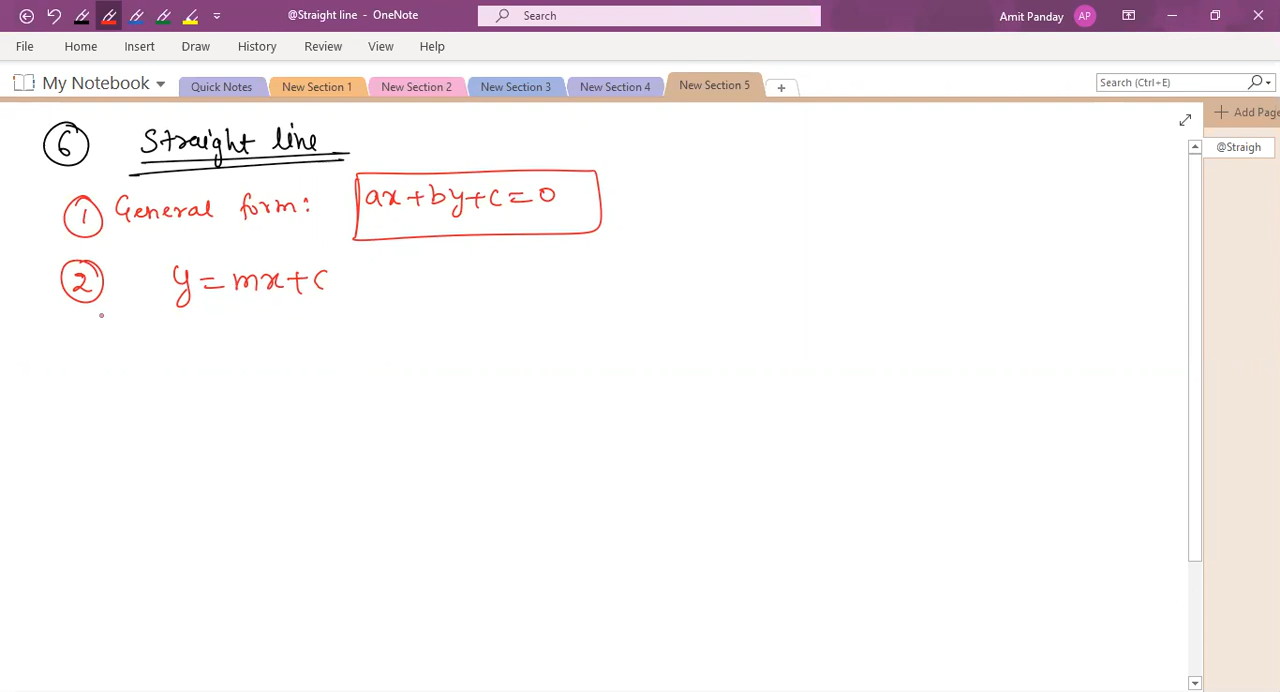 @Straight line - OneNote
Search
Amit Panday AP
File Home Insert Draw History Review View Help
My Notebook
Quick Notes New Section 1 New Section 2 New Section 3 New Section 4 New Section 5 +
Search (Ctrl+E)
Add Page
@Straigh
6 Straight line
1 General form: ax+by+c=0
2 y=mx+c